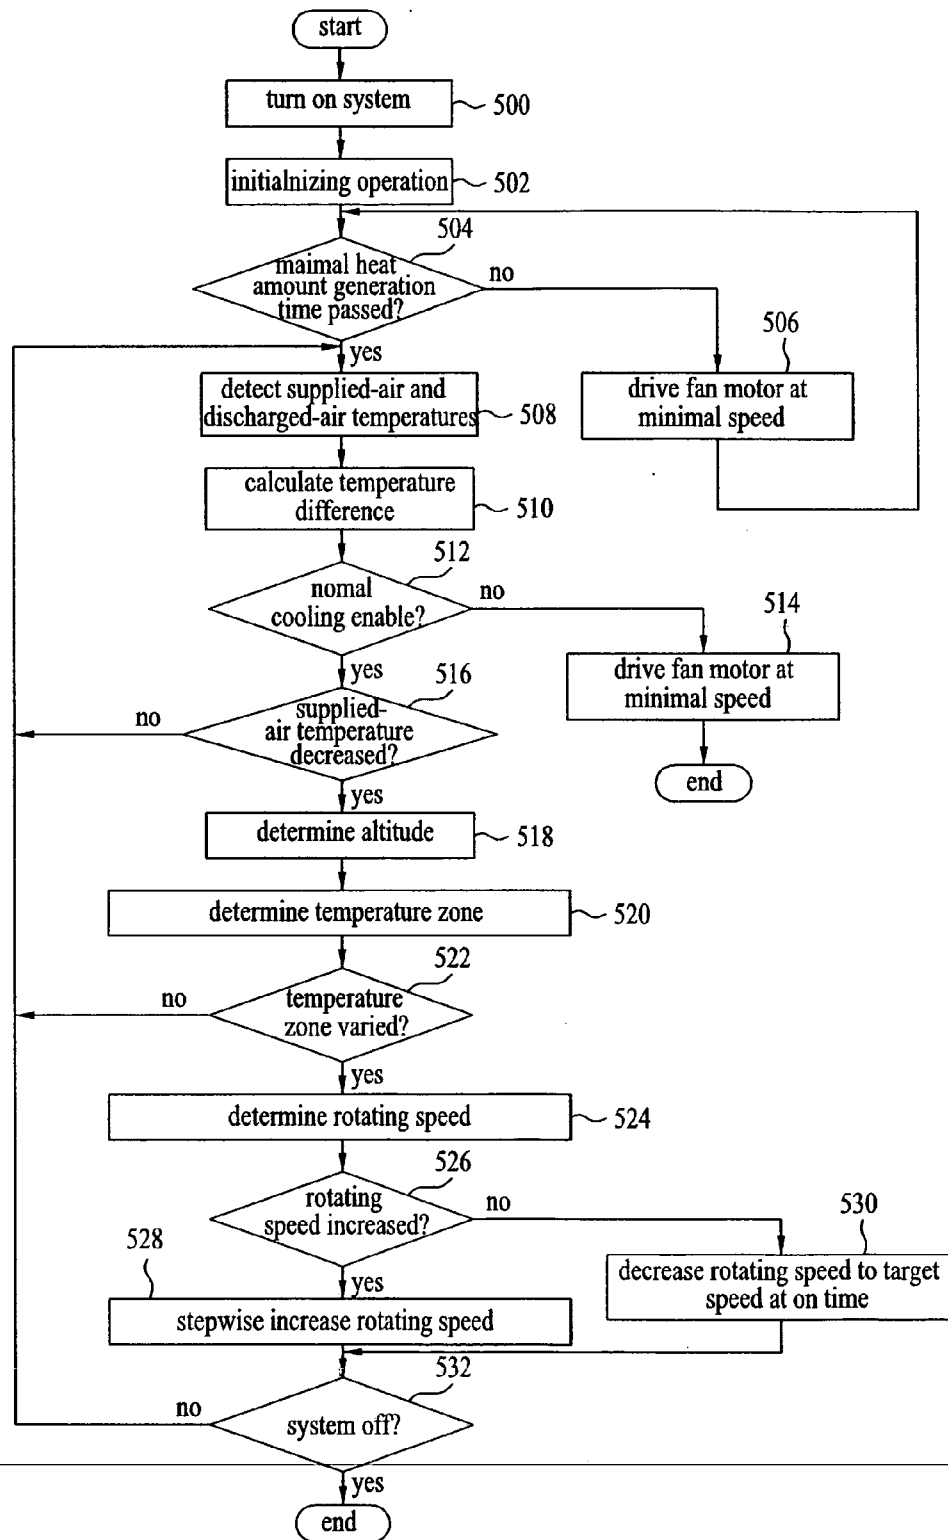 start
turn on system
500
initialnizing operation
502
504
maimal heat
amount generation
time passed?
no
yes
506
drive fan motor at
minimal speed
detect supplied-air and
discharged-air temperatures
508
calculate temperature
difference
510
512
nomal
cooling enable?
no
yes
514
drive fan motor at
minimal speed
end
516
supplied-
air temperature
decreased?
no
yes
determine altitude
518
determine temperature zone
520
522
temperature
zone varied?
no
yes
determine rotating speed
524
526
rotating
speed increased?
no
yes
528
stepwise increase rotating speed
530
decrease rotating speed to target
speed at on time
532
system off?
no
yes
end